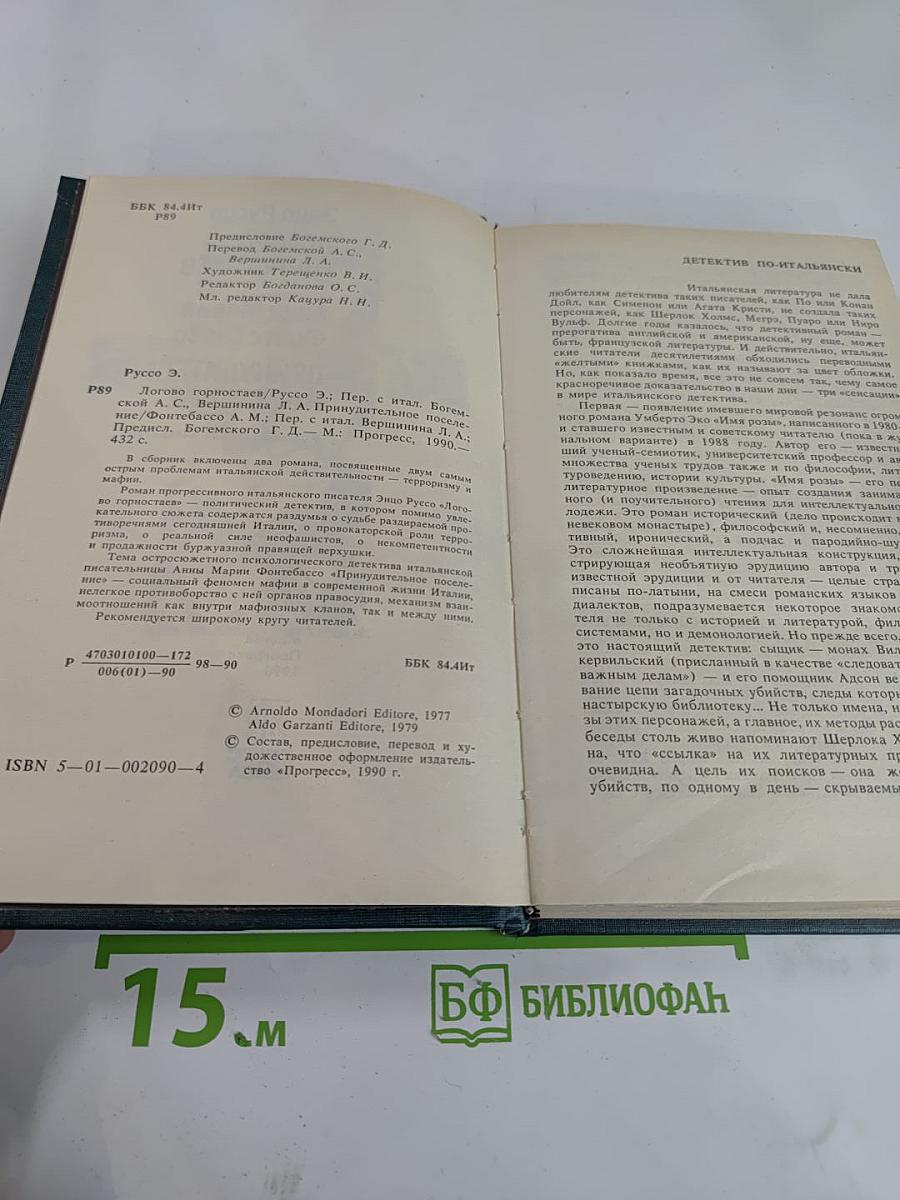 ББК 84.4Ит
Р89
Предисловие Богемского Г. Д.
Перевод Богемской А. С.,
Вершинина Л. А.
Художник Терещенко В. И.
Редактор Богданова О. С.
Мл. редактор Кацура Н. Н.
Руссо Э.
Р89 Логово горностаев/Руссо Э.; Пер. с итал. Богем-
ской А. С., Вершинина Л. А. Принудительное поселе-
ние/Фонтебассо А. М.; Пер. с итал. Вершинина Л. А.;
Предисл. Богемского Г. Д.— М.: Прогресс, 1990.—
432 с.
В сборник включены два романа, посвященные двум самым
острым проблемам итальянской действительности — терроризму и
мафии.
Роман прогрессивного итальянского писателя Энцо Руссо «Лого-
во горностаев» — политический детектив, в котором помимо увле-
кательного сюжета содержатся раздумья о судьбе раздираемой про-
тиворечиями сегодняшней Италии, о провокаторской роли терро-
ризма, о реальной силе неофашистов, о некомпетентности
и продажности буржуазной правящей верхушки.
Тема остросюжетного психологического детектива итальянской
писательницы Анны Марии Фонтебассо «Принудительное поселе-
ние» — социальный феномен мафии в современной жизни Италии,
нелегкое противоборство с ней органов правосудия, механизм взаи-
моотношений как внутри мафиозных кланов, так и между ними.
Рекомендуется широкому кругу читателей.
Р 4703010100—172 98—90 ББК 84.4Ит
006(01)—90
© Arnoldo Mondadori Editore, 1977
Aldo Garzanti Editore, 1979
© Состав, предисловие, перевод и ху-
дожественное оформление издатель-
ство «Прогресс», 1990 г.
ISBN 5—01—002090—4
ДЕТЕКТИВ ПО-ИТАЛЬЯНСКИ
Итальянская литература не дала
любителям детектива таких писателей, как По или Конан
Дойл, как Сименон или Агата Кристи, не создала таких
персонажей, как Шерлок Холмс, Мегрэ, Пуаро или Ниро
Вульф. Долгие годы казалось, что детективный роман —
прерогатива английской и американской, ну еще, может
быть, французской литературы. И действительно, итальян-
ские читатели десятилетиями обходились переводными
«желтыми» книжками, как их называют за цвет обложки.
Но, как показало время, все это не совсем так, чему самое
красноречивое доказательство в наши дни — три «сенсации»
в мире итальянского детектива.
Первая — появление имевшего мировой резонанс огром
ного романа Умберто Эко «Имя розы», написанного в 1980-
и ставшего известным и советскому читателю (пока в жу
нальном варианте) в 1988 году. Автор его — извести
ший ученый-семиотик, университетский профессор и ав
множества ученых трудов также и по философии, лит
туроведению, истории культуры. «Имя розы» — его пе
литературное произведение — опыт создания занима
ного (и поучительного) чтения для интеллектуально
лодежи. Это роман исторический (дело происходит в
невековом монастыре), философский и, несомненно,
тивный, иронический, а подчас и пародийно-шу
Это сложнейшая интеллектуальная конструкция,
стрирующая необъятную эрудицию автора и тр
известной эрудиции и от читателя — целые стра
писаны по-латыни, на смеси романских языков
диалектов, подразумевается некоторое знакомс
теля не только с историей и литературой, фил
системами, но и демонологией. Но прежде всего,
это настоящий детектив: сыщик — монах Вил
кервильский (присланный в качестве «следоват
важным делам») — и его помощник Адсон ве
вание цепи загадочных убийств, следы которы
настырскую библиотеку... Не только имена, н
зы этих персонажей, а главное, их методы рас
беседы столь живо напоминают Шерлока Х
на, что «ссылка» на их литературных пр
очевидна. А цель их поисков — она же
убийств, по одному в день — скрываемы
15 см
БФ БИБЛИОФАН